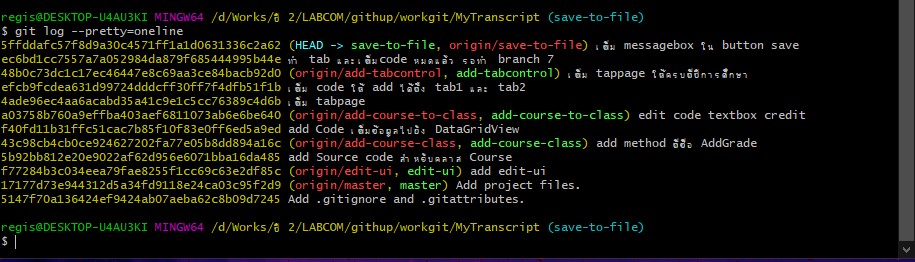 regis@DESKTOP-U4AU3KI MINGW64 /d/Works/ปี 2/LABCOM/githup/workgit/MyTranscript (save-to-file)
$ git log --pretty=oneline
5ffddafc57f8d9a30c4571ff1a1d0631336c2a62 (HEAD -> save-to-file, origin/save-to-file) เพิ่ม messagebox ใน button save
ec6bd1cc7557a7a052984da879f685444995b44e ทำ tab และเพิ่มcode หมดแล้ว รอทำ branch 7
48b0c73dc1c17ec46447e8c69aa3ce84bacb92d0 (origin/add-tabcontrol, add-tabcontrol) เพิ่ม tappage ให้ครบปีปีการศึกษา
efcb9fcdea631d99724dddcff30ff7f4dfb51f1b เพิ่ม code ให้ add ได้ถึง tab1 และ tab2
4ade96ec4aa6acabd35a41c9e1c5cc76389c4d6b เพิ่ม tabpage
a03758b760a9effba403aef6811073ab6e6be640 (origin/add-course-to-class, add-course-to-class) edit code textbox credit
f40fd11b31ffc51cac7b85f10f83e0ff6ed5a9ed add Code เพิ่มข้อมูลไปยัง DataGridView
43c98cb4cb0ce924627202fa77e05b8dd894a16c (origin/add-course-class, add-course-class) add method ที่ชื่อ AddGrade
5b92bb812e20e9022af62d956e6071bba16da485 add Source code สำหรับคลาส Course
f77284b3c034eea79fae8255f1cc69c63e2df85c (origin/edit-ui, edit-ui) add edit-ui
17177d73e944312d5a34fd9118e24ca03c95f2d9 (origin/master, master) Add project files.
5147f70a136424ef9424ab07aeba62c8b09d7245 Add .gitignore and .gitattributes.
regis@DESKTOP-U4AU3KI MINGW64 /d/Works/ปี 2/LABCOM/githup/workgit/MyTranscript (save-to-file)
$